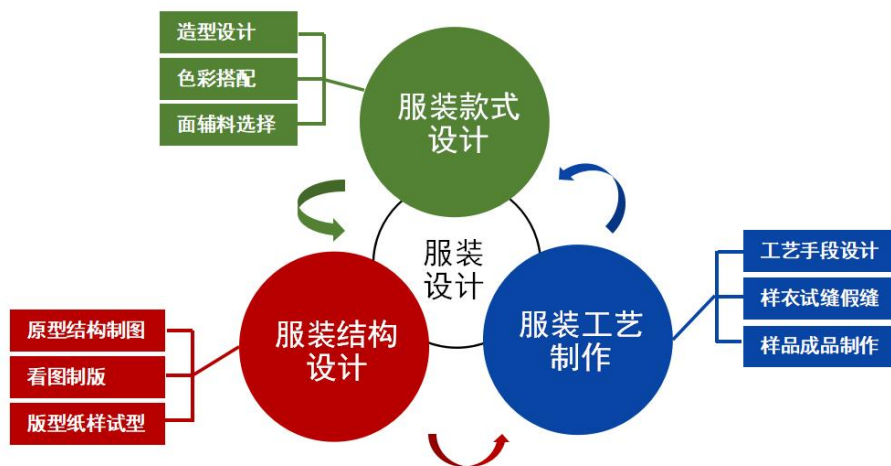 造型设计
色彩搭配
面辅料选择
服装款式
设计
服装
设计
服装结构
设计
服装工艺
制作
工艺手段设计
样衣试缝假缝
样品成品制作
原型结构制图
看图制版
版型纸样试型